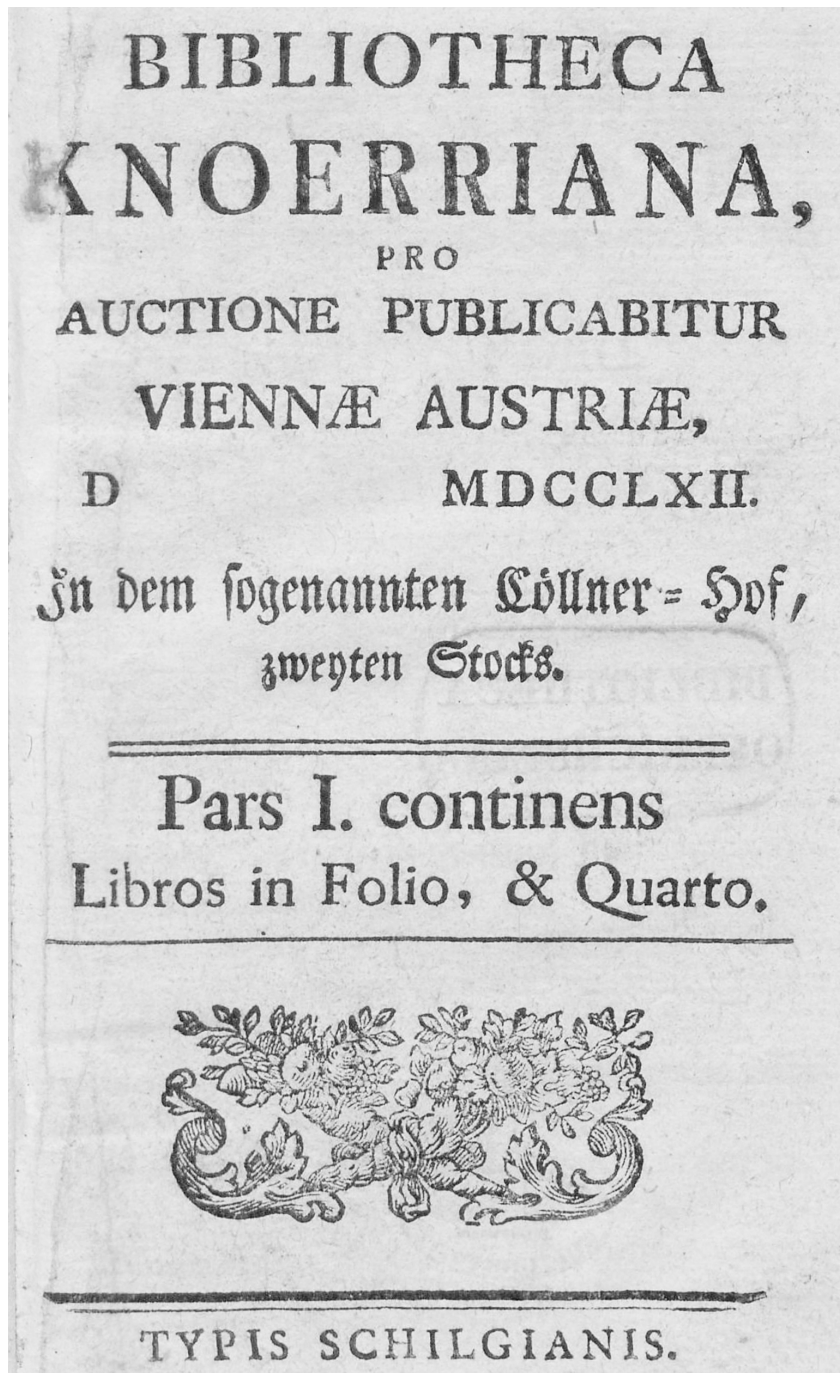 BIBLIOTHECA
KNOERRIANA,
PRO
AUCTIONE PUBLICABITUR
VIENNÆ AUSTRIÆ,
D MDCCLXII.
In dem sogenannten Cöllner = Hof,
zweyten Stocks.
Pars I. continens
Libros in Folio, & Quarto.
TYPIS SCHILGIANIS.